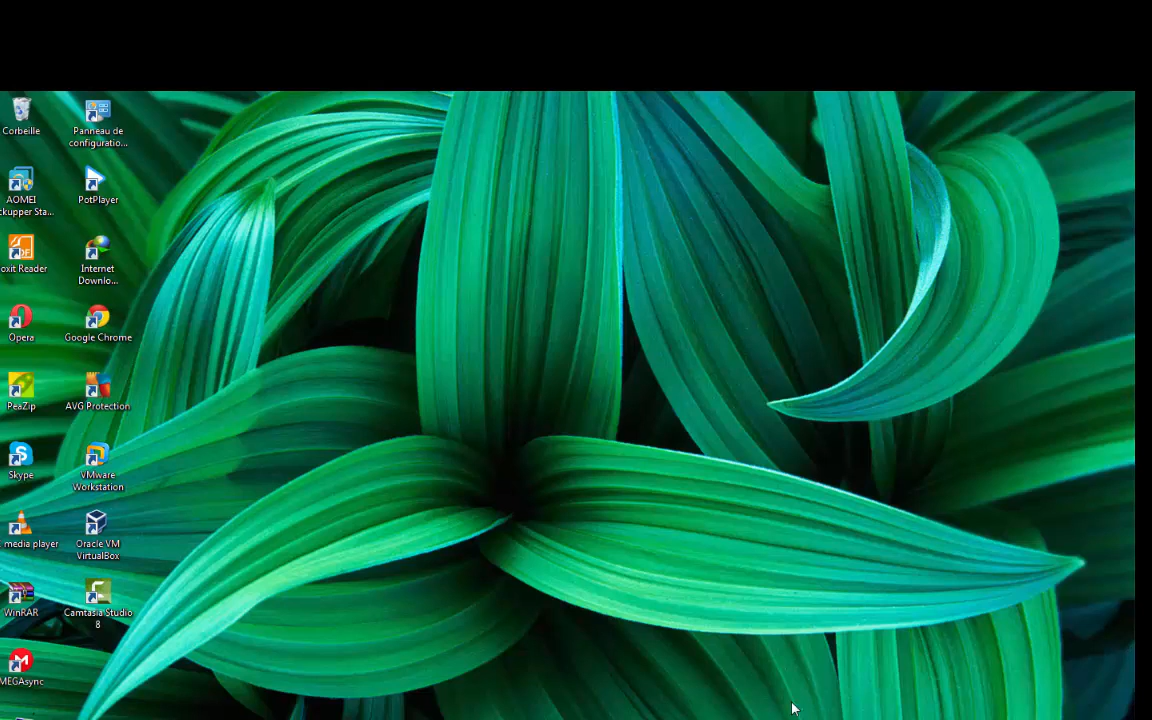 Corbeille
Panneau de
configuratio...
AOMEI
ckupper Sta...
PotPlayer
oxit Reader
Internet
Downlo...
Opera
Google Chrome
PeaZip
AVG Protection
Skype
VMware
Workstation
media player
Oracle VM
VirtualBox
WinRAR
Camtasia Studio
8
MEGAsync